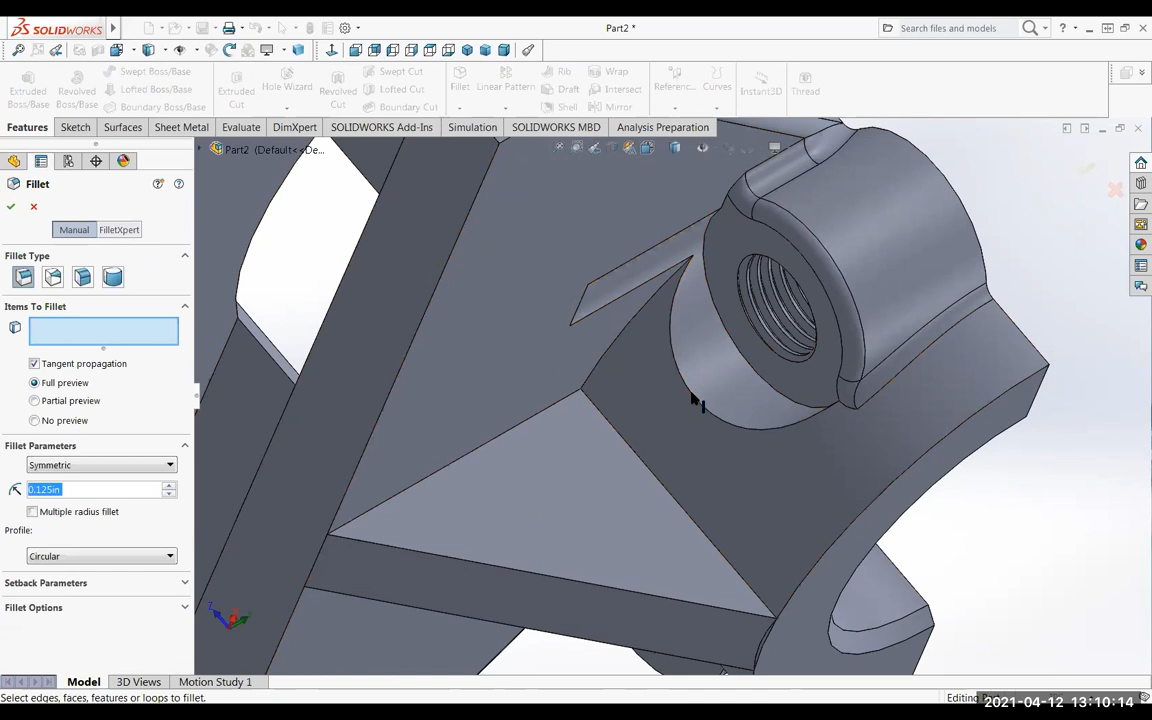 SOLIDWORKS
Part2 *
Search files and models
Extruded Boss/Base
Revolved Boss/Base
Swept Boss/Base
Lofted Boss/Base
Boundary Boss/Base
Extruded Cut
Hole Wizard
Revolved Cut
Swept Cut
Lofted Cut
Boundary Cut
Fillet
Linear Pattern
Rib
Draft
Shell
Wrap
Intersect
Mirror
Referenc...
Curves
Instant3D
Thread
Features
Sketch
Surfaces
Sheet Metal
Evaluate
DimXpert
SOLIDWORKS Add-Ins
Simulation
SOLIDWORKS MBD
Analysis Preparation
Part2 (Default<<De...
Fillet
Manual
FilletXpert
Fillet Type
Items To Fillet
Tangent propagation
Full preview
Partial preview
No preview
Fillet Parameters
Symmetric
0.125in
Multiple radius fillet
Profile:
Circular
Setback Parameters
Fillet Options
Z
Model
3D Views
Motion Study 1
Select edges, faces, features or loops to fillet.
Editing
2021-04-12 13:10:14